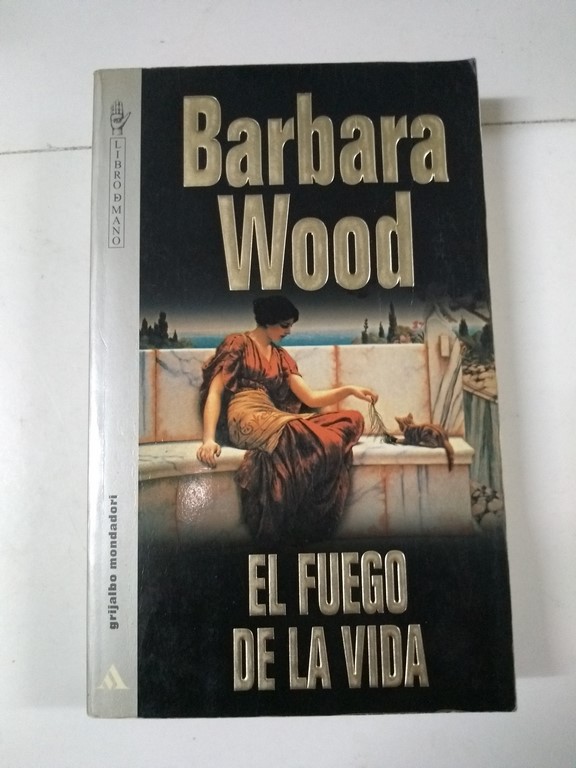 Barbara
Wood
LIBRO DE MANO
grijalbo mondadori
EL FUEGO
DE LA VIDA